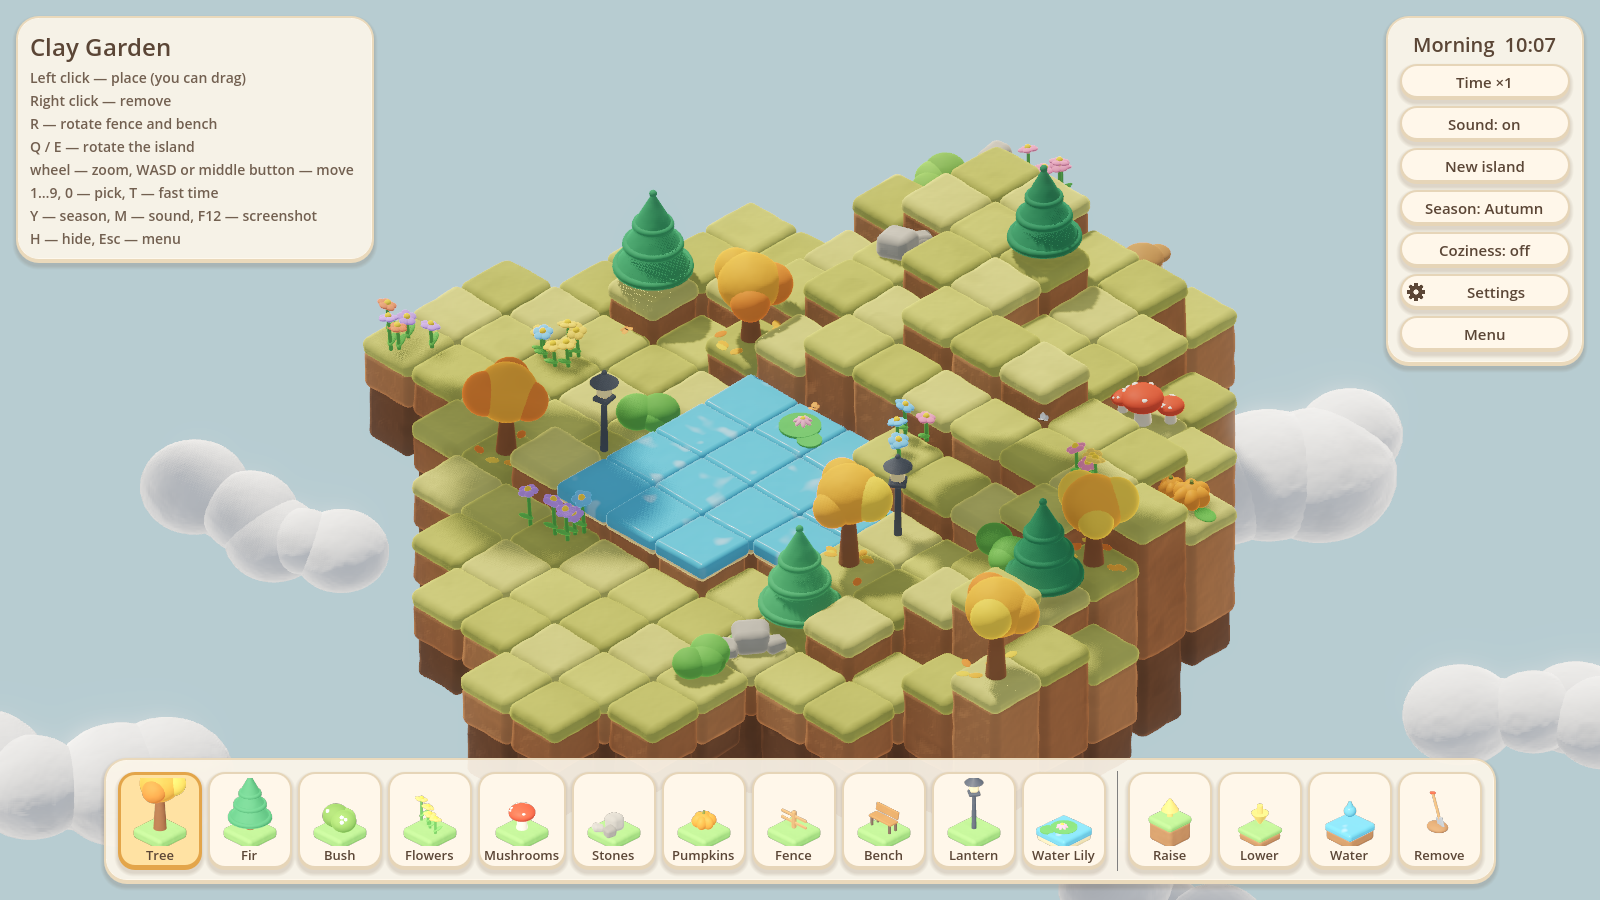 Clay Garden
Left click — place (you can drag)
Right click — remove
R — rotate fence and bench
Q / E — rotate the island
wheel — zoom, WASD or middle button — move
1...9, 0 — pick, T — fast time
Y — season, M — sound, F12 — screenshot
H — hide, Esc — menu
Morning 10:07
Time ×1
Sound: on
New island
Season: Autumn
Coziness: off
Settings
Menu
Tree
Fir
Bush
Flowers
Mushrooms
Stones
Pumpkins
Fence
Bench
Lantern
Water Lily
Raise
Lower
Water
Remove